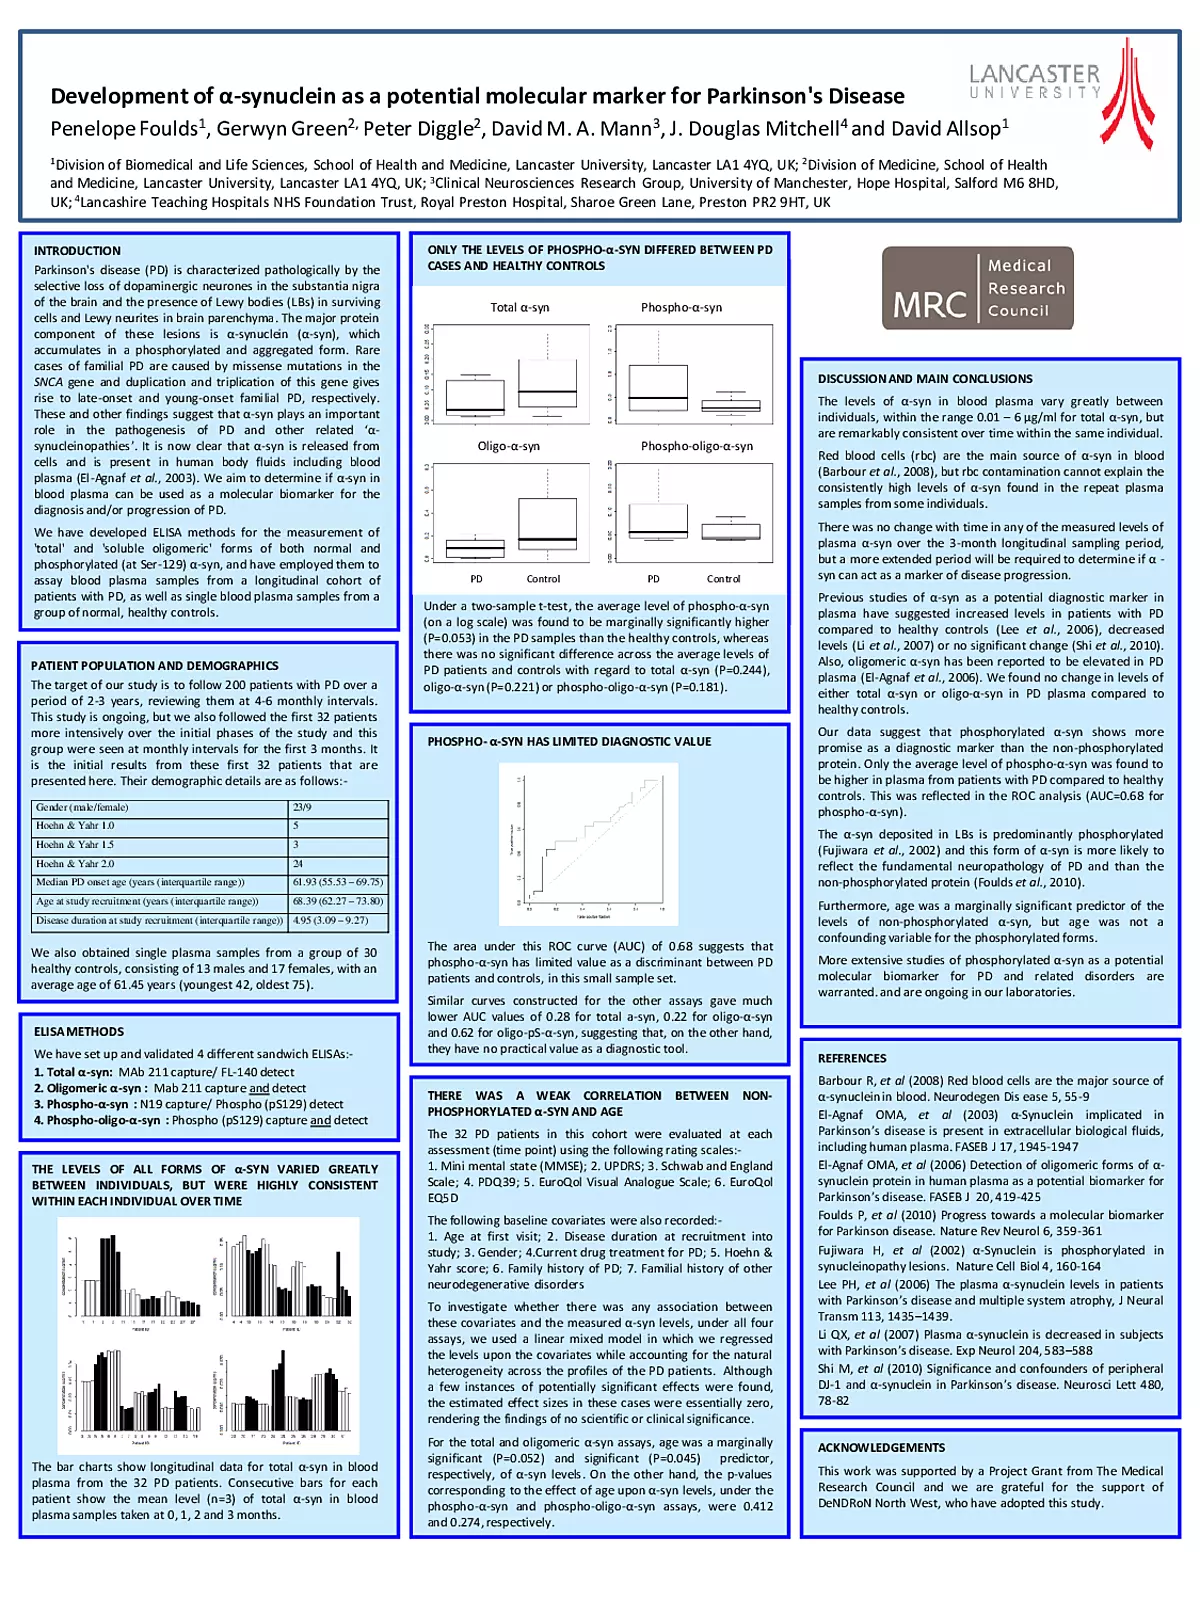 LANCASTER
UNIVERSITY
Development of α-synuclein as a potential molecular marker for Parkinson's Disease
Penelope Foulds1, Gerwyn Green2, Peter Diggle2, David M. A. Mann3, J. Douglas Mitchell4 and David Allsop1
1Division of Biomedical and Life Sciences, School of Health and Medicine, Lancaster University, Lancaster LA1 4YQ, UK; 2Division of Medicine, School of Health
and Medicine, Lancaster University, Lancaster LA1 4YQ, UK; 3Clinical Neurosciences Research Group, University of Manchester, Hope Hospital, Salford M6 8HD,
UK; 4Lancashire Teaching Hospitals NHS Foundation Trust, Royal Preston Hospital, Sharoe Green Lane, Preston PR2 9HT, UK
INTRODUCTION
Parkinson's disease (PD) is characterized pathologically by the
selective loss of dopaminergic neurones in the substantia nigra
of the brain and the presence of Lewy bodies (LBs) in surviving
cells and Lewy neurites in brain parenchyma. The major protein
component of these lesions is α-synuclein (α-syn), which
accumulates in a phosphorylated and aggregated form. Rare
cases of familial PD are caused by missense mutations in the
SNCA gene and duplication and triplication of this gene gives
rise to late-onset and young-onset familial PD, respectively.
These and other findings suggest that α-syn plays an important
role in the pathogenesis of PD and other related ‘α-
synucleinopathies’. It is now clear that α-syn is released from
cells and is present in human body fluids including blood
plasma (El-Agnaf et al., 2003). We aim to determine if α-syn in
blood plasma can be used as a molecular biomarker for the
diagnosis and/or progression of PD.
We have developed ELISA methods for the measurement of
'total' and 'soluble oligomeric' forms of both normal and
phosphorylated (at Ser-129) α-syn, and have employed them to
assay blood plasma samples from a longitudinal cohort of
patients with PD, as well as single blood plasma samples from a
group of normal, healthy controls.
PATIENT POPULATION AND DEMOGRAPHICS
The target of our study is to follow 200 patients with PD over a
period of 2-3 years, reviewing them at 4-6 monthly intervals.
This study is ongoing, but we also followed the first 32 patients
more intensively over the initial phases of the study and this
group were seen at monthly intervals for the first 3 months. It
is the initial results from these first 32 patients that are
presented here. Their demographic details are as follows:-
Gender (male/female) 23/9
Hoehn & Yahr 1.0 5
Hoehn & Yahr 1.5 3
Hoehn & Yahr 2.0 24
Median PD onset age (years (interquartile range)) 61.93 (55.53 – 69.75)
Age at study recruitment (years (interquartile range)) 68.39 (62.27 – 73.80)
Disease duration at study recruitment (interquartile range)) 4.95 (3.09 – 9.27)
We also obtained single plasma samples from a group of 30
healthy controls, consisting of 13 males and 17 females, with an
average age of 61.45 years (youngest 42, oldest 75).
ELISA METHODS
We have set up and validated 4 different sandwich ELISAs:-
1. Total α-syn: MAb 211 capture/ FL-140 detect
2. Oligomeric α-syn : Mab 211 capture and detect
3. Phospho-α-syn : N19 capture/ Phospho (pS129) detect
4. Phospho-oligo-α-syn : Phospho (pS129) capture and detect
THE LEVELS OF ALL FORMS OF α-SYN VARIED GREATLY
BETWEEN INDIVIDUALS, BUT WERE HIGHLY CONSISTENT
WITHIN EACH INDIVIDUAL OVER TIME
The bar charts show longitudinal data for total α-syn in blood
plasma from the 32 PD patients. Consecutive bars for each
patient show the mean level (n=3) of total α-syn in blood
plasma samples taken at 0, 1, 2 and 3 months.
ONLY THE LEVELS OF PHOSPHO-α-SYN DIFFERED BETWEEN PD
CASES AND HEALTHY CONTROLS
Total α-syn Phospho-α-syn
Oligo-α-syn Phospho-oligo-α-syn
PD Control PD Control
Under a two-sample t-test, the average level of phospho-α-syn
(on a log scale) was found to be marginally significantly higher
(P=0.053) in the PD samples than the healthy controls, whereas
there was no significant difference across the average levels of
PD patients and controls with regard to total α-syn (P=0.244),
oligo-α-syn (P=0.221) or phospho-oligo-α-syn (P=0.181).
PHOSPHO- α-SYN HAS LIMITED DIAGNOSTIC VALUE
The area under this ROC curve (AUC) of 0.68 suggests that
phospho-α-syn has limited value as a discriminant between PD
patients and controls, in this small sample set.
Similar curves constructed for the other assays gave much
lower AUC values of 0.28 for total a-syn, 0.22 for oligo-α-syn
and 0.62 for oligo-pS-α-syn, suggesting that, on the other hand,
they have no practical value as a diagnostic tool.
THERE WAS A WEAK CORRELATION BETWEEN NON-
PHOSPHORYLATED α-SYN AND AGE
The 32 PD patients in this cohort were evaluated at each
assessment (time point) using the following rating scales:-
1. Mini mental state (MMSE); 2. UPDRS; 3. Schwab and England
Scale; 4. PDQ39; 5. EuroQol Visual Analogue Scale; 6. EuroQol
EQ5D
The following baseline covariates were also recorded:-
1. Age at first visit; 2. Disease duration at recruitment into
study; 3. Gender; 4.Current drug treatment for PD; 5. Hoehn &
Yahr score; 6. Family history of PD; 7. Familial history of other
neurodegenerative disorders
To investigate whether there was any association between
these covariates and the measured α-syn levels, under all four
assays, we used a linear mixed model in which we regressed
the levels upon the covariates while accounting for the natural
heterogeneity across the profiles of the PD patients. Although
a few instances of potentially significant effects were found,
the estimated effect sizes in these cases were essentially zero,
rendering the findings of no scientific or clinical significance.
For the total and oligomeric α-syn assays, age was a marginally
significant (P=0.052) and significant (P=0.045) predictor,
respectively, of α-syn levels. On the other hand, the p-values
corresponding to the effect of age upon α-syn levels, under the
phospho-α-syn and phospho-oligo-α-syn assays, were 0.412
and 0.274, respectively.
MRC
Medical
Research
Council
DISCUSSION AND MAIN CONCLUSIONS
The levels of α-syn in blood plasma vary greatly between
individuals, within the range 0.01 – 6 μg/ml for total α-syn, but
are remarkably consistent over time within the same individual.
Red blood cells (rbc) are the main source of α-syn in blood
(Barbour et al., 2008), but rbc contamination cannot explain the
consistently high levels of α-syn found in the repeat plasma
samples from some individuals.
There was no change with time in any of the measured levels of
plasma α-syn over the 3-month longitudinal sampling period,
but a more extended period will be required to determine if α -
syn can act as a marker of disease progression.
Previous studies of α-syn as a potential diagnostic marker in
plasma have suggested increased levels in patients with PD
compared to healthy controls (Lee et al., 2006), decreased
levels (Li et al., 2007) or no significant change (Shi et al., 2010).
Also, oligomeric α-syn has been reported to be elevated in PD
plasma (El-Agnaf et al., 2006). We found no change in levels of
either total α-syn or oligo-α-syn in PD plasma compared to
healthy controls.
Our data suggest that phosphorylated α-syn shows more
promise as a diagnostic marker than the non-phosphorylated
protein. Only the average level of phospho-α-syn was found to
be higher in plasma from patients with PD compared to healthy
controls. This was reflected in the ROC analysis (AUC=0.68 for
phospho-α-syn).
The α-syn deposited in LBs is predominantly phosphorylated
(Fujiwara et al., 2002) and this form of α-syn is more likely to
reflect the fundamental neuropathology of PD and than the
non-phosphorylated protein (Foulds et al., 2010).
Furthermore, age was a marginally significant predictor of the
levels of non-phosphorylated α-syn, but age was not a
confounding variable for the phosphorylated forms.
More extensive studies of phosphorylated α-syn as a potential
molecular biomarker for PD and related disorders are
warranted. and are ongoing in our laboratories.
REFERENCES
Barbour R, et al (2008) Red blood cells are the major source of
α-synuclein in blood. Neurodegen Dis ease 5, 55-9
El-Agnaf OMA, et al (2003) α-Synuclein implicated in
Parkinson’s disease is present in extracellular biological fluids,
including human plasma. FASEB J 17, 1945-1947
El-Agnaf OMA, et al (2006) Detection of oligomeric forms of α-
synuclein protein in human plasma as a potential biomarker for
Parkinson’s disease. FASEB J 20, 419-425
Foulds P, et al (2010) Progress towards a molecular biomarker
for Parkinson disease. Nature Rev Neurol 6, 359-361
Fujiwara H, et al (2002) α-Synuclein is phosphorylated in
synucleinopathy lesions. Nature Cell Biol 4, 160-164
Lee PH, et al (2006) The plasma α-synuclein levels in patients
with Parkinson’s disease and multiple system atrophy, J Neural
Transm 113, 1435–1439.
Li QX, et al (2007) Plasma α-synuclein is decreased in subjects
with Parkinson’s disease. Exp Neurol 204, 583–588
Shi M, et al (2010) Significance and confounders of peripheral
DJ-1 and α-synuclein in Parkinson’s disease. Neurosci Lett 480,
78-82
ACKNOWLEDGEMENTS
This work was supported by a Project Grant from The Medical
Research Council and we are grateful for the support of
DeNDRoN North West, who have adopted this study.